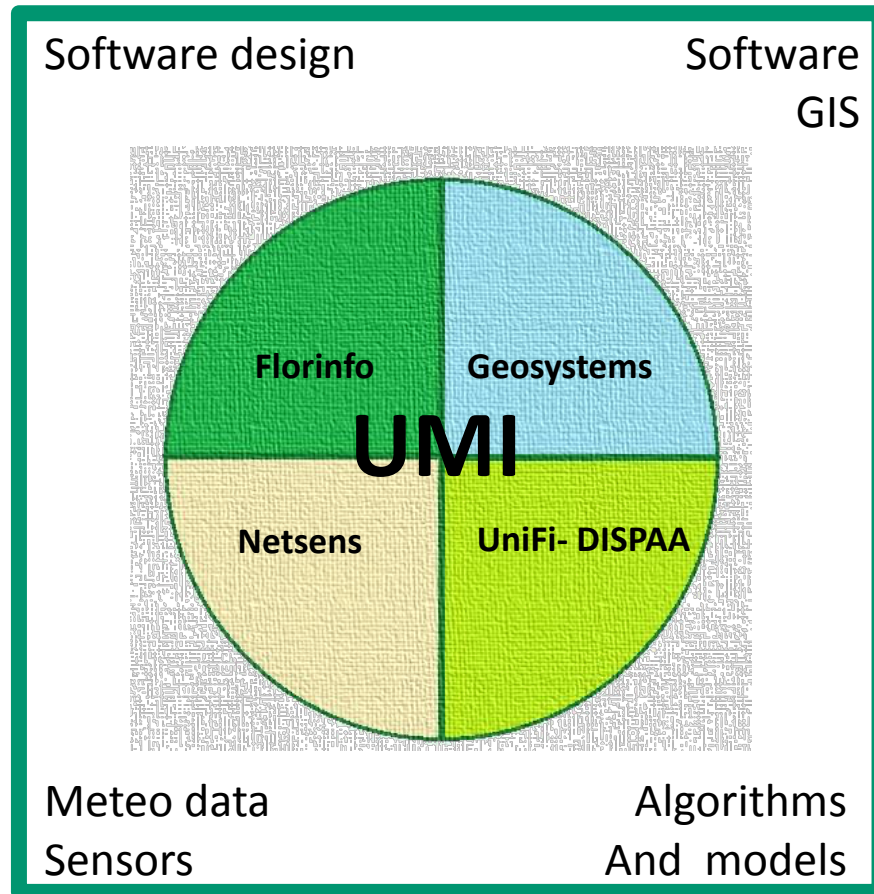 Software design
Software
GIS
Florinfo
Geosystems
UMI
Netsens
UniFi- DISPAA
Meteo data
Sensors
Algorithms
And models